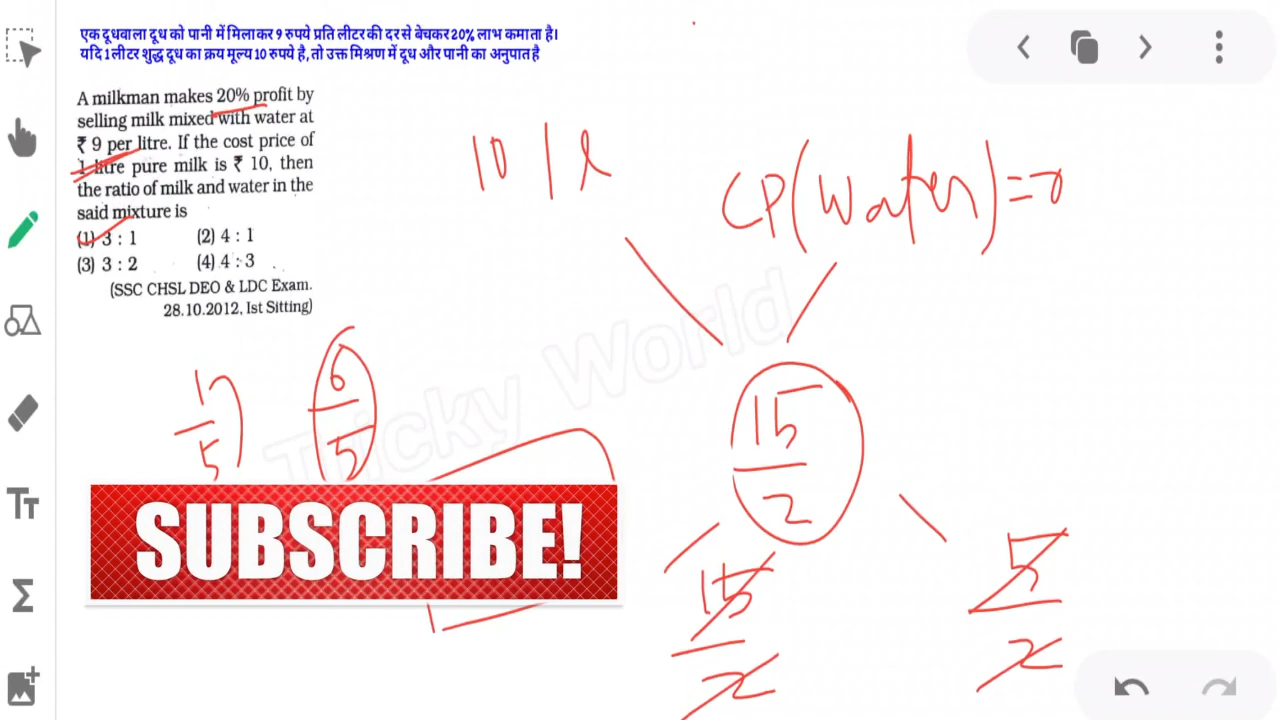 एक दूधवाला दूध को पानी में मिलाकर 9 रुपये प्रति लीटर की दर से बेचकर 20% लाभ कमाता है।
यदि 1 लीटर शुद्ध दूध का क्रय मूल्य 10 रुपये है, तो उक्त मिश्रण में दूध और पानी का अनुपात है
A milkman makes 20% profit by
selling milk mixed with water at
₹ 9 per litre. If the cost price of
1 litre pure milk is ₹ 10, then
the ratio of milk and water in the
said mixture is
(1) 3 : 1 (2) 4 : 1
(3) 3 : 2 (4) 4 : 3
(SSC CHSL DEO & LDC Exam.
28.10.2012, Ist Sitting)
10 / l
CP(Water)=0
15
2
1
5
6
5
Tricky World
SUBSCRIBE!
15
2
5
2
Tт
Σ